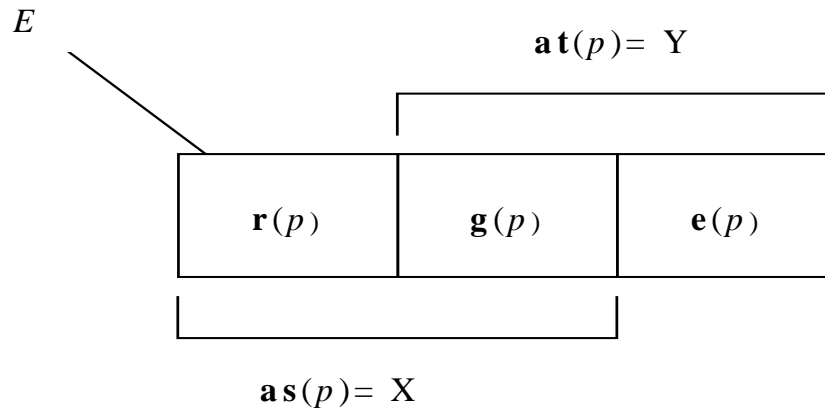 E
at(p)= Y
r(p) g(p) e(p)
as(p)= X